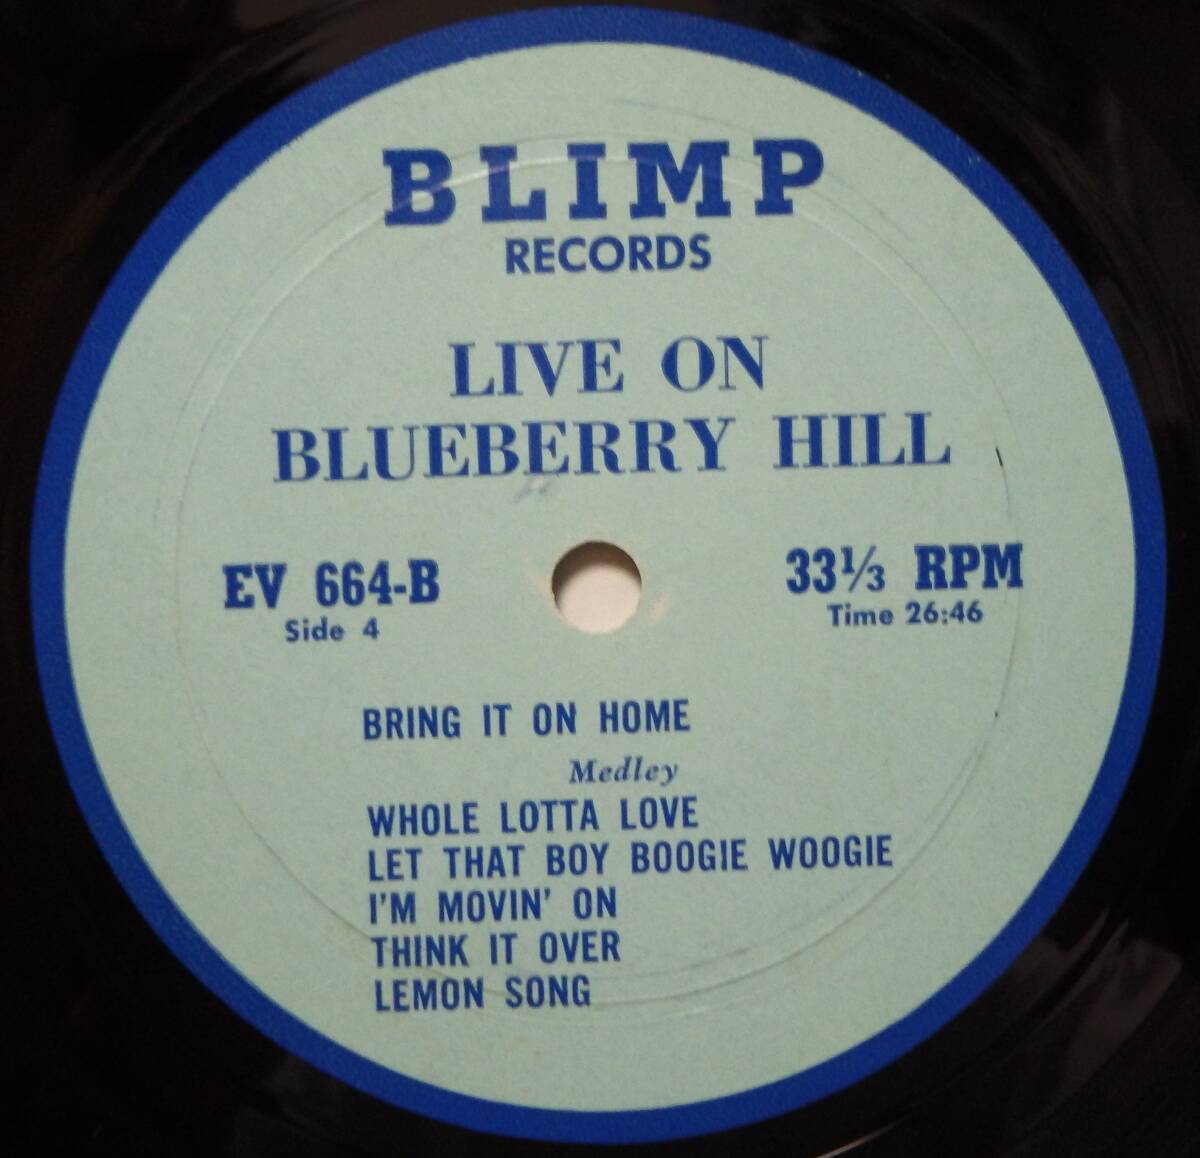 BLIMP
RECORDS
LIVE ON
BLUEBERRY HILL
EV 664-B
Side 4
33⅓ RPM
Time 26:46
BRING IT ON HOME
Medley
WHOLE LOTTA LOVE
LET THAT BOY BOOGIE WOOGIE
I'M MOVIN' ON
THINK IT OVER
LEMON SONG